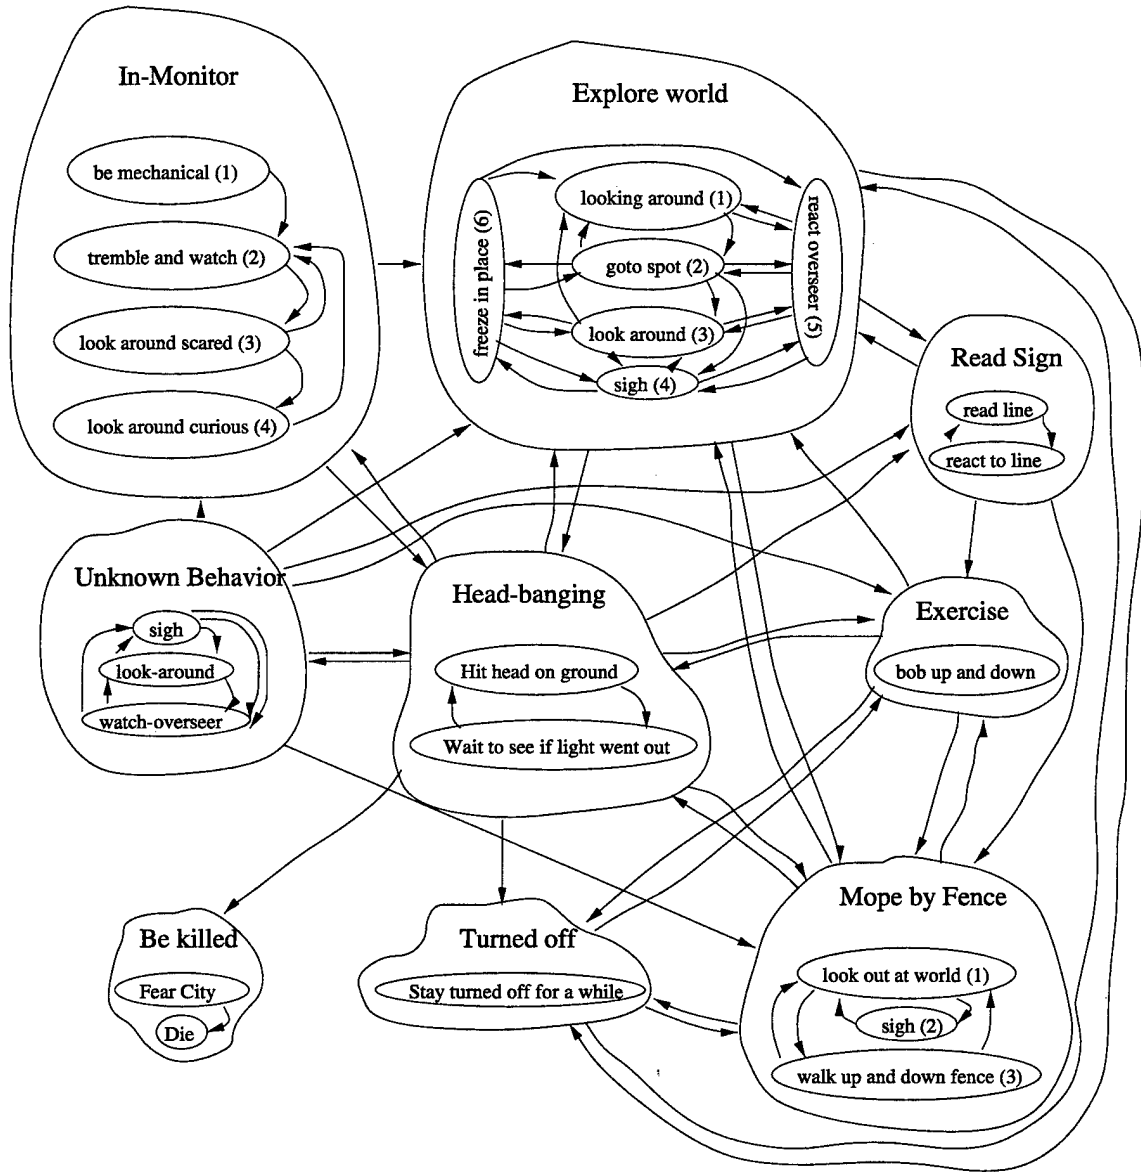 In-Monitor
be mechanical (1)
tremble and watch (2)
look around scared (3)
look around curious (4)
Explore world
looking around (1)
goto spot (2)
look around (3)
sigh (4)
freeze in place (6)
react overseer (5)
Read Sign
read line
react to line
Unknown Behavior
sigh
look-around
watch-overseer
Head-banging
Hit head on ground
Wait to see if light went out
Exercise
bob up and down
Be killed
Fear City
Die
Turned off
Stay turned off for a while
Mope by Fence
look out at world (1)
sigh (2)
walk up and down fence (3)